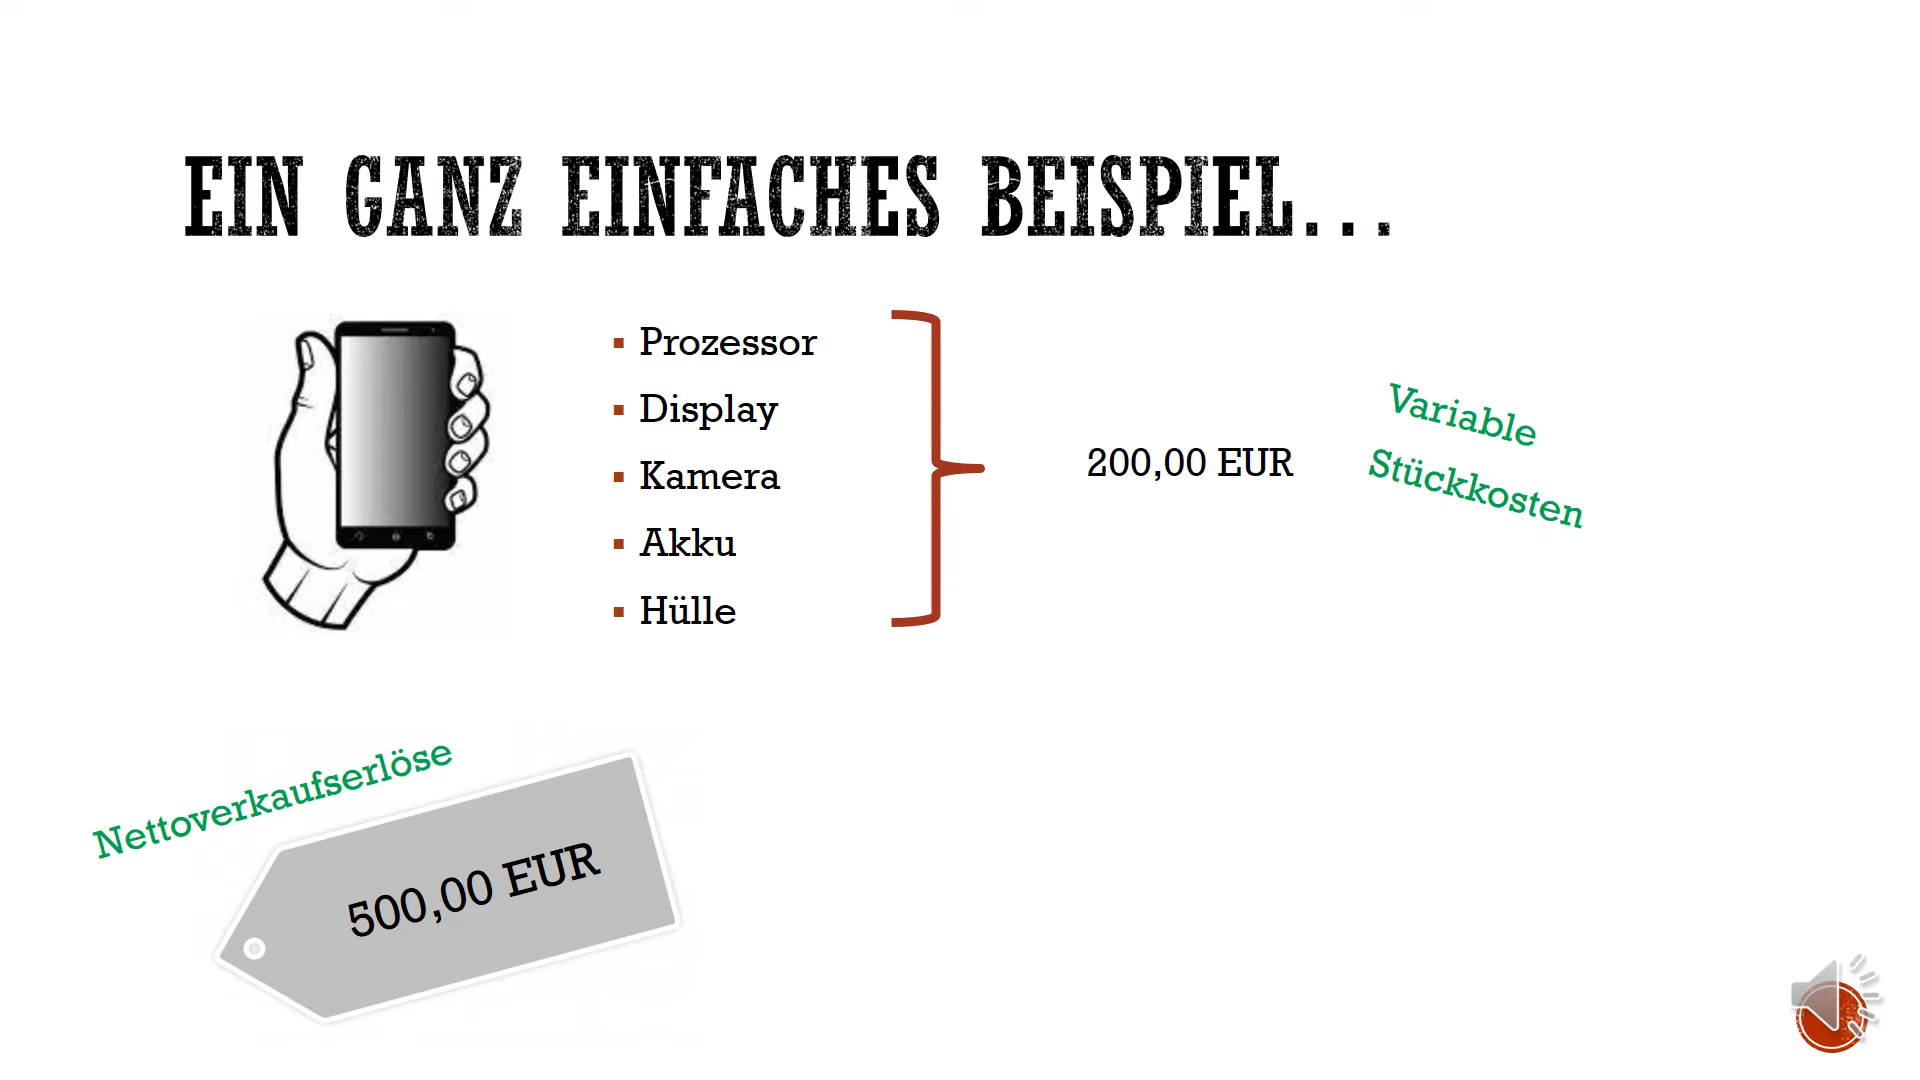 EIN GANZ EINFACHES BEISPIEL...
Prozessor
Display
Kamera
Akku
Hülle
200,00 EUR
Variable
Stückkosten
Nettoverkaufserlöse
500,00 EUR